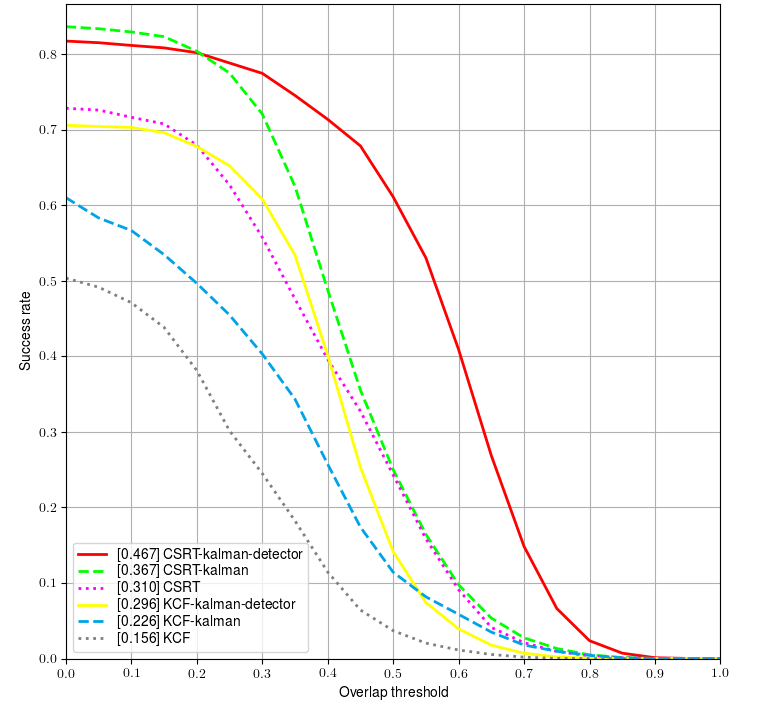 0.8
0.7
0.6
0.5
0.4
0.3
0.2
0.1
0.0
Success rate
[0.467] CSRT-kalman-detector
[0.367] CSRT-kalman
[0.310] CSRT
[0.296] KCF-kalman-detector
[0.226] KCF-kalman
[0.156] KCF
0.0 0.1 0.2 0.3 0.4 0.5 0.6 0.7 0.8 0.9 1.0
Overlap threshold